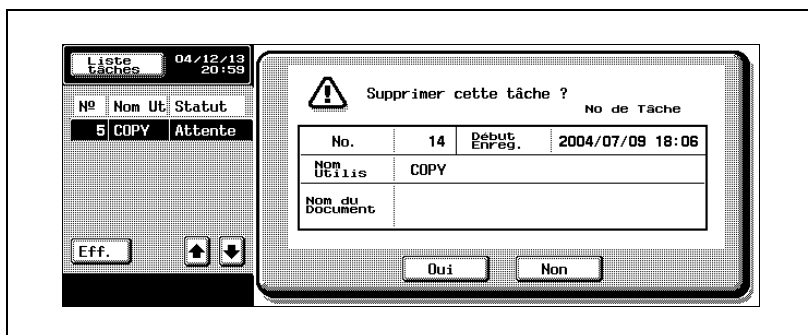 Liste tâches 04/12/13 20:59
Nº Nom Ut Statut
5 COPY Attente
Eff.
Supprimer cette tâche ?
No de Tâche
No. 14 Début Enreg. 2004/07/09 18:06
Nom Utilis COPY
Nom du Document
Oui Non